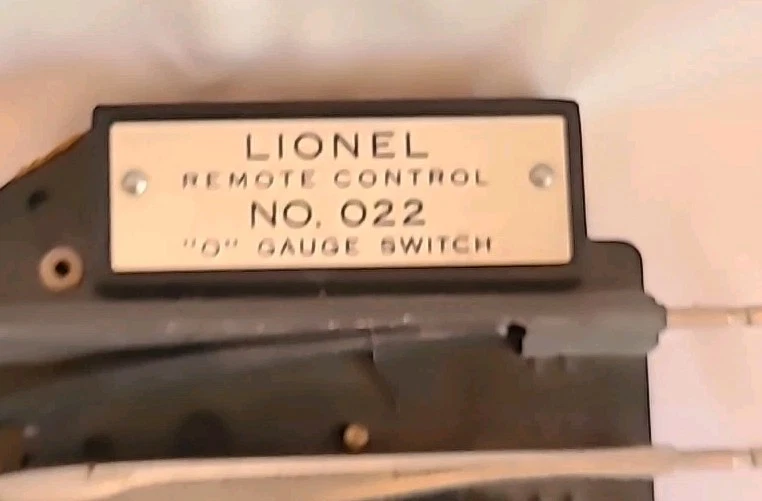 LIONEL
REMOTE CONTROL
NO. 022
"O" GAUGE SWITCH